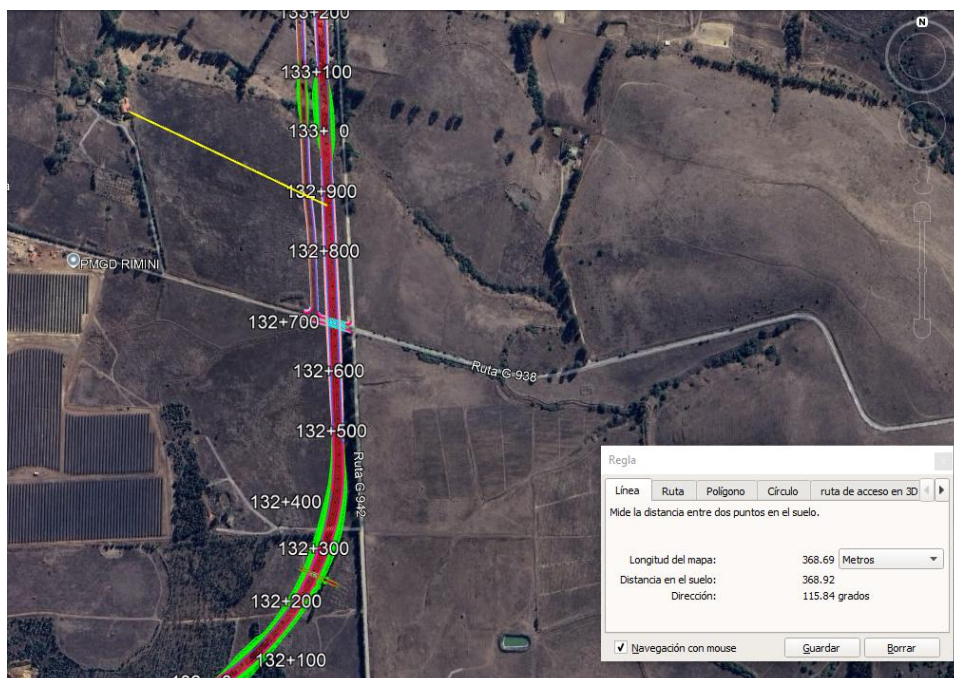 133+200
N
133+100
133+ 0
132+900
132+800
PMGD RIMINI
132+700
132+600
Ruta G-938
132+500
Ruta G-942
132+400
132+300
132+200
132+100
Regla
Línea Ruta Polígono Círculo ruta de acceso en 3D
Mide la distancia entre dos puntos en el suelo.
Longitud del mapa: 368.69 Metros
Distancia en el suelo: 368.92
Dirección: 115.84 grados
Navegación con mouse Guardar Borrar